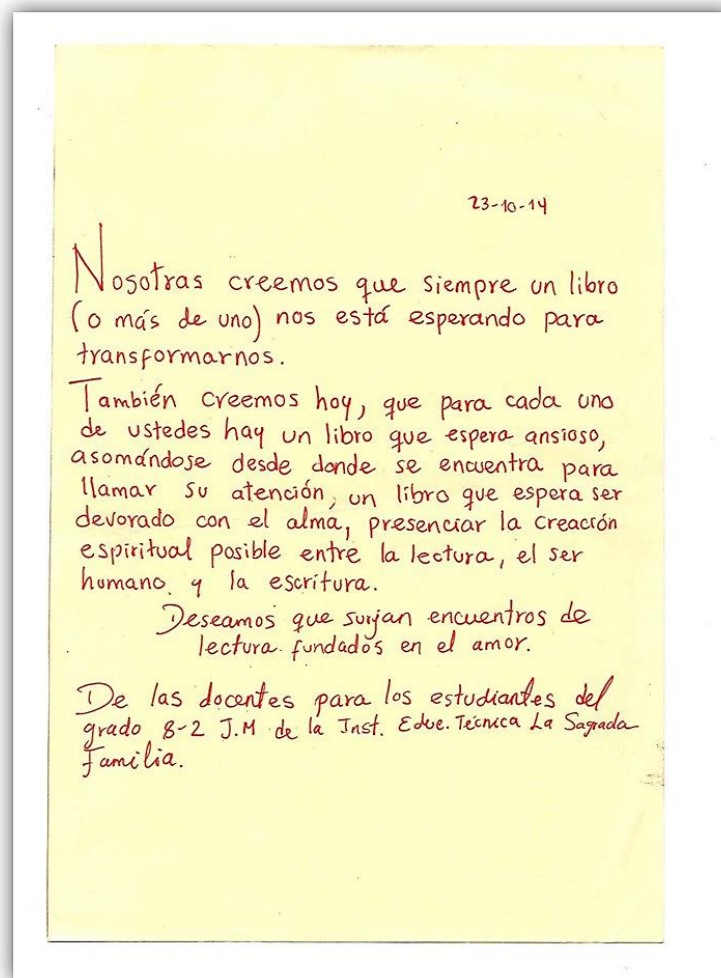 23-10-14
Nosotras creemos que siempre un libro
(o más de uno) nos está esperando para
transformarnos.
También creemos hoy, que para cada uno
de ustedes hay un libro que espera ansioso,
asomándose desde donde se encuentra para
llamar su atención, un libro que espera ser
devorado con el alma, presenciar la creación
espiritual posible entre la lectura, el ser
humano y la escritura.
Deseamos que surjan encuentros de
lectura fundados en el amor.
De las docentes para los estudiantes del
grado 8-2 J.M de la Inst. Educ. Técnica La Sagrada
Familia.